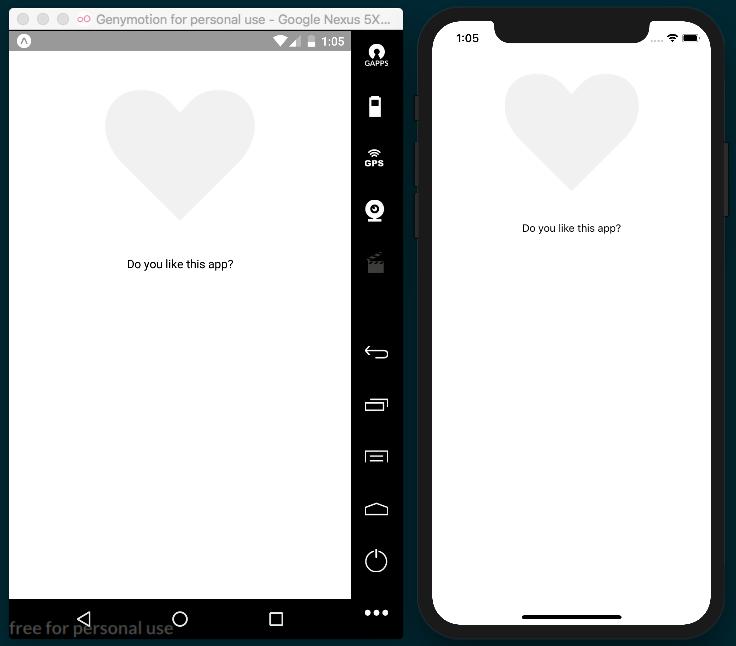 Genymotion for personal use - Google Nexus 5X...
1:05
GAPPS
GPS
Do you like this app?
free for personal use
1:05
Do you like this app?